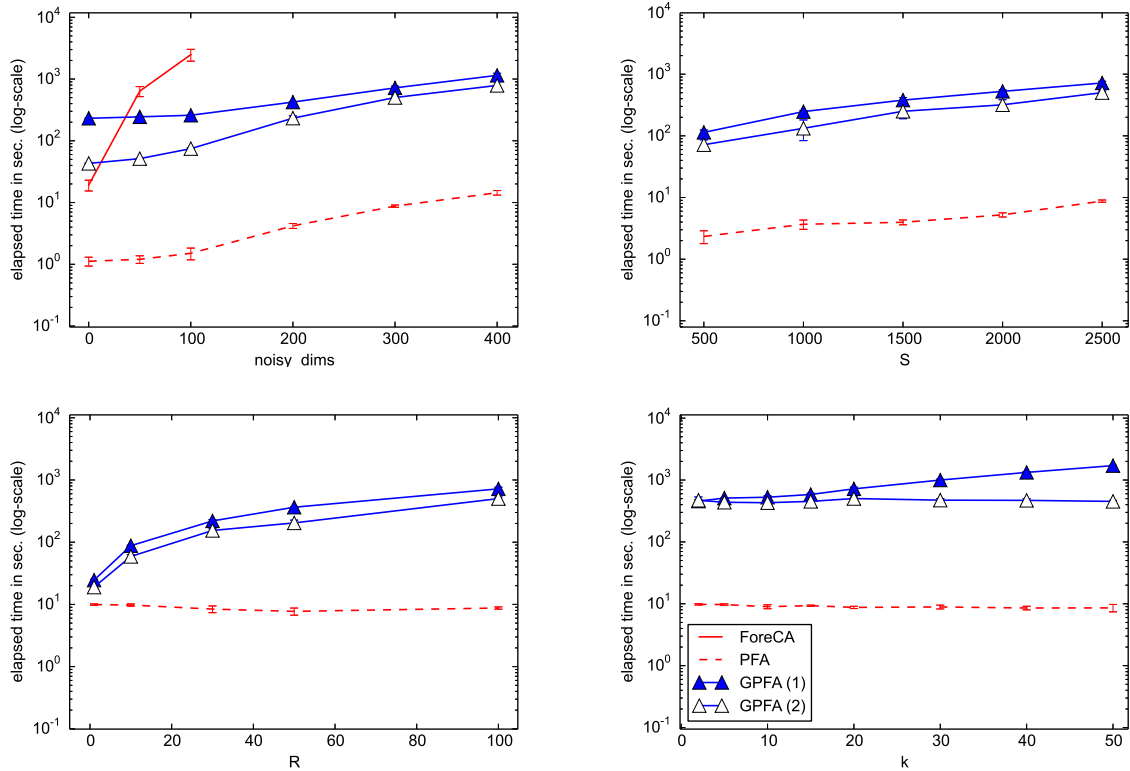 elapsed time in sec. (log-scale)
10^4
10^3
10^2
10^1
10^0
10^-1
0 100 200 300 400
noisy_dims
elapsed time in sec. (log-scale)
10^4
10^3
10^2
10^1
10^0
10^-1
500 1000 1500 2000 2500
S
elapsed time in sec. (log-scale)
10^4
10^3
10^2
10^1
10^0
10^-1
0 20 40 60 80 100
R
elapsed time in sec. (log-scale)
10^4
10^3
10^2
10^1
10^0
10^-1
ForeCA
PFA
GPFA (1)
GPFA (2)
0 10 20 30 40 50
k